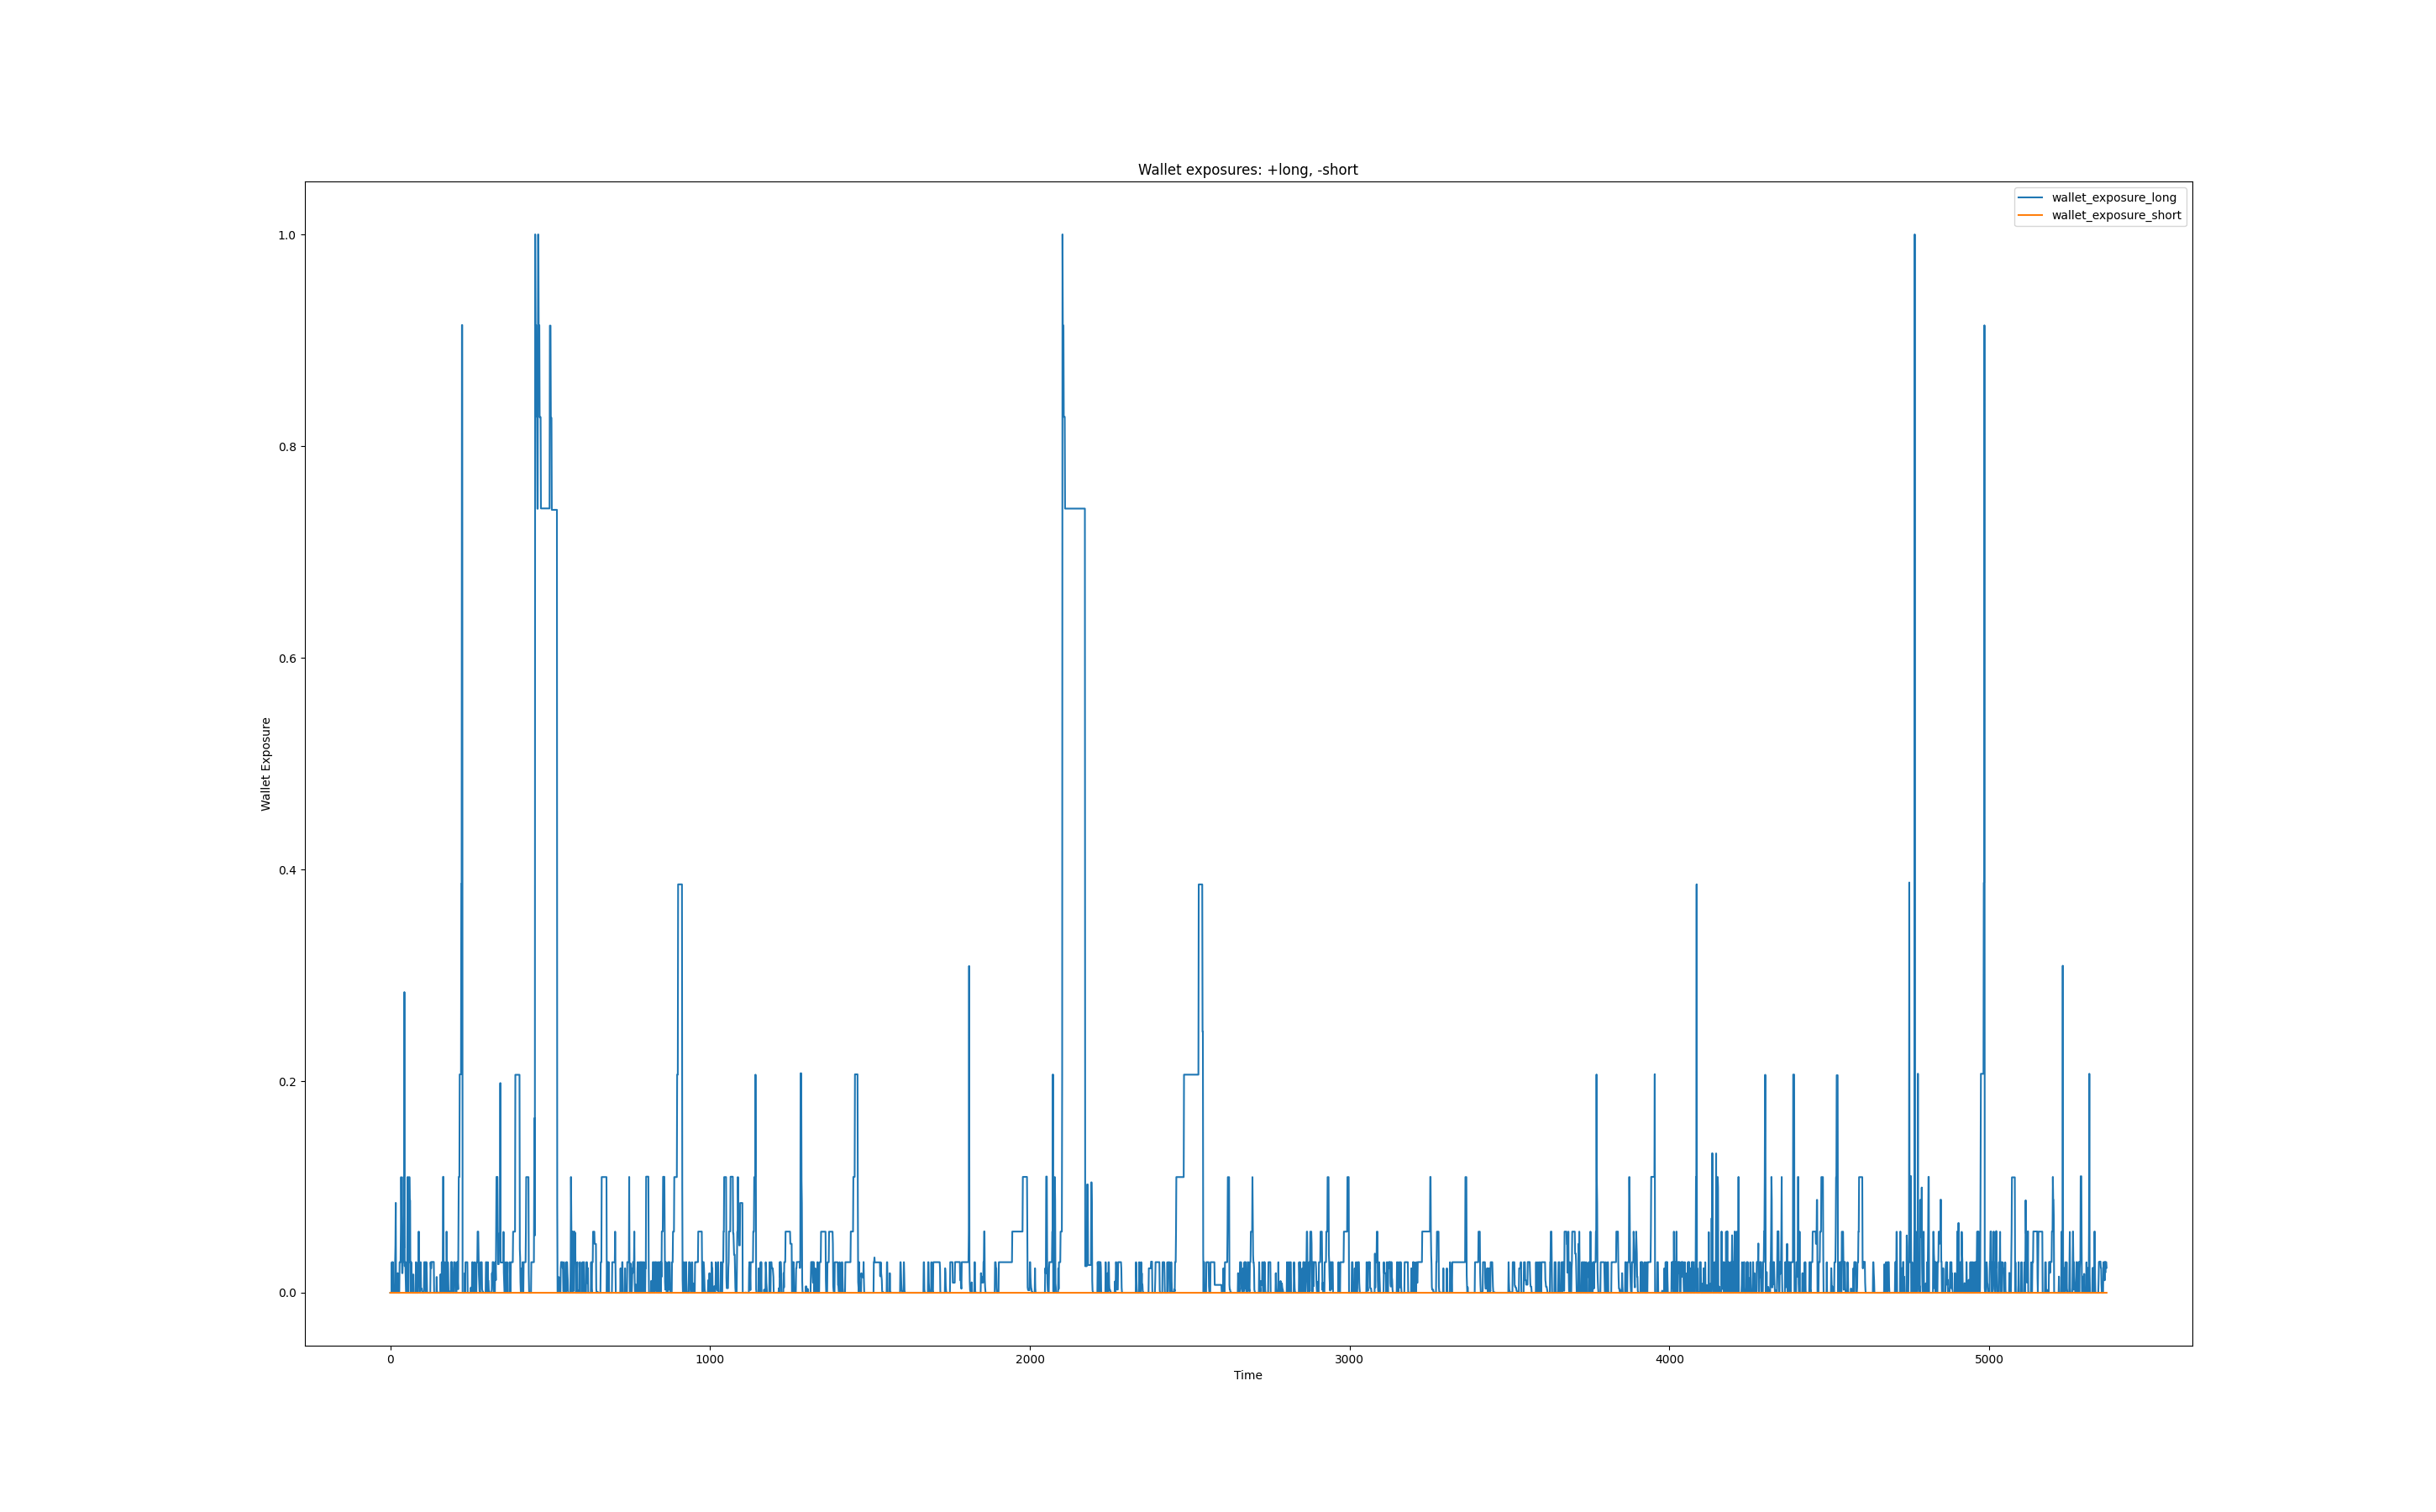 Wallet exposures: +long, -short
wallet_exposure_long
wallet_exposure_short
1.0
0.8
0.6
0.4
0.2
0.0
Wallet Exposure
0 1000 2000 3000 4000 5000
Time